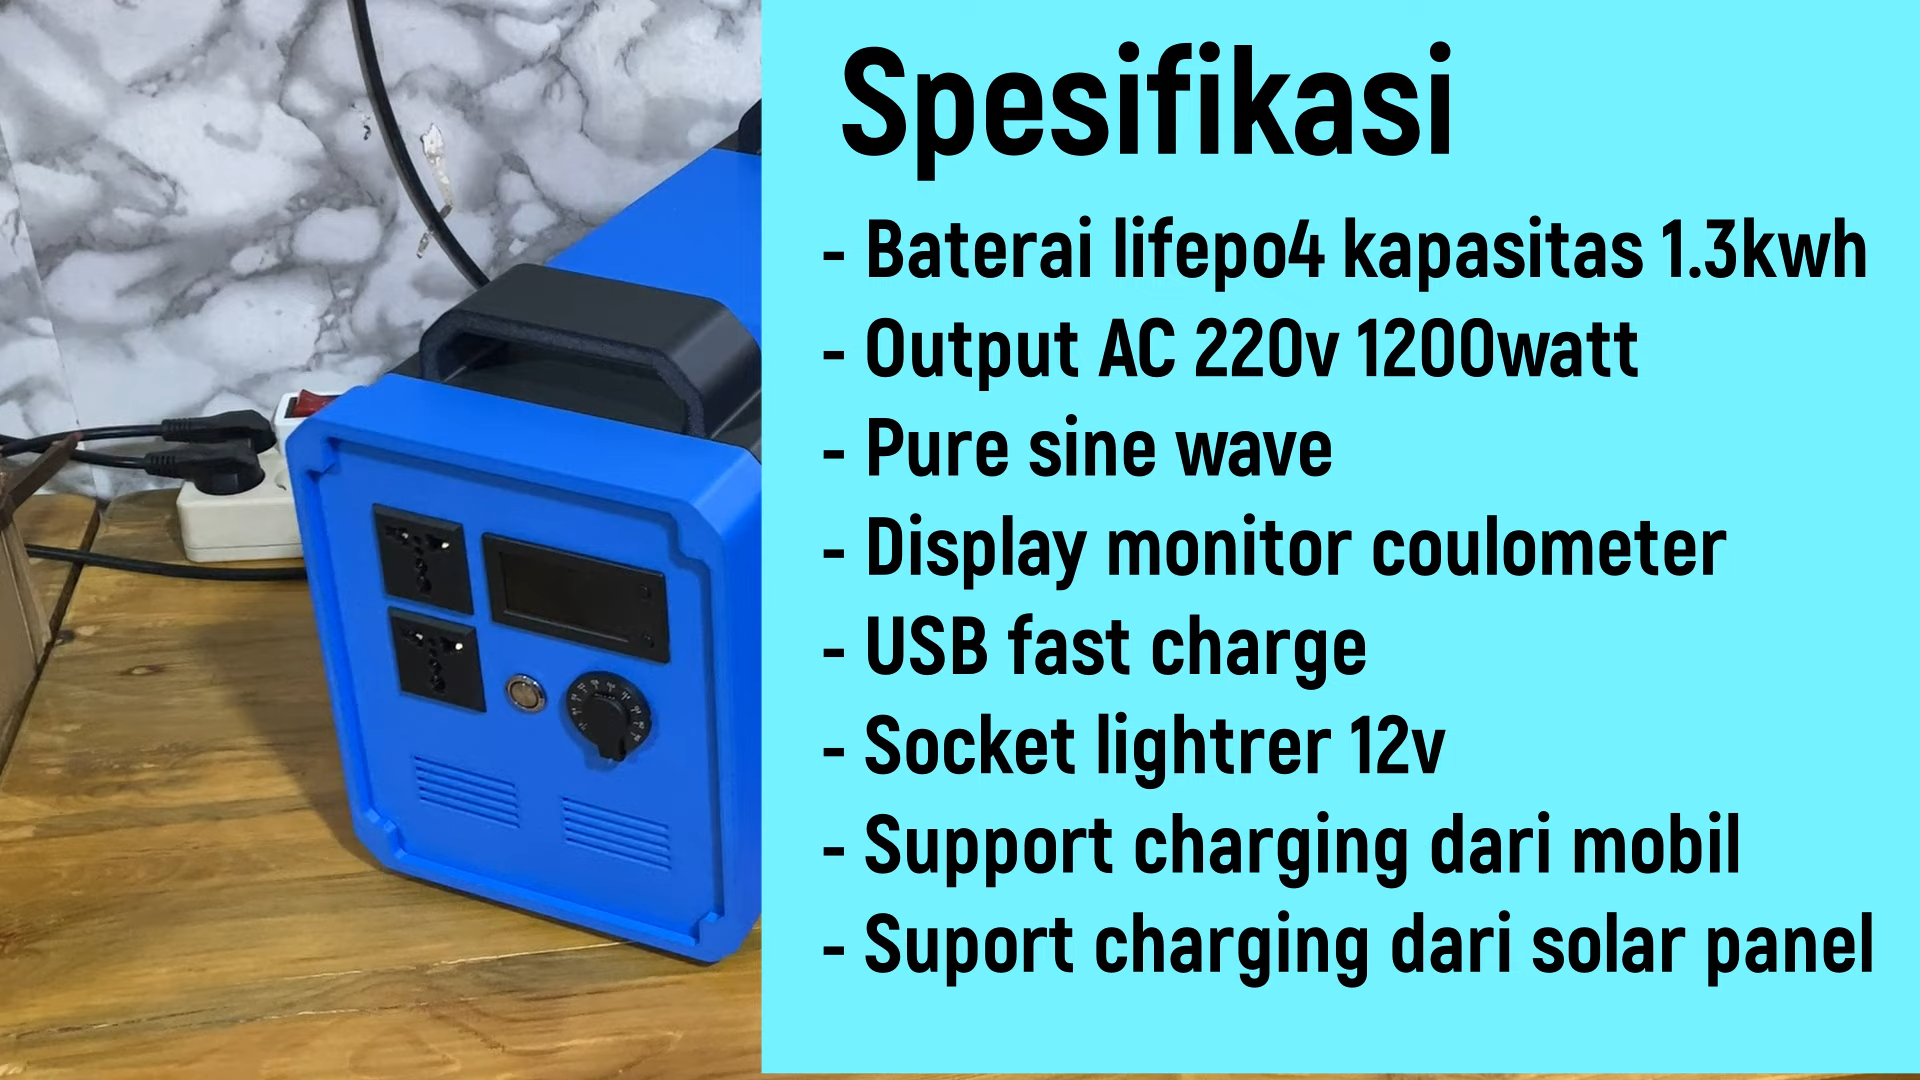 Spesifikasi
- Baterai lifepo4 kapasitas 1.3kwh
- Output AC 220v 1200watt
- Pure sine wave
- Display monitor coulometer
- USB fast charge
- Socket lightrer 12v
- Support charging dari mobil
- Suport charging dari solar panel